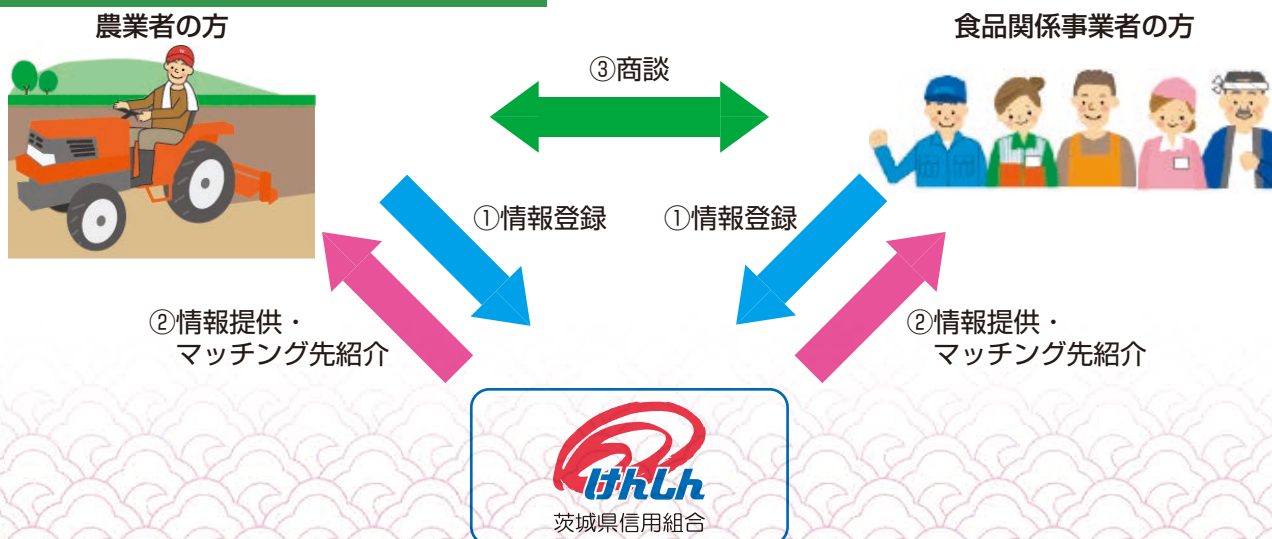 農業者の方
食品関係事業者の方
③商談
①情報登録
①情報登録
②情報提供・
マッチング先紹介
②情報提供・
マッチング先紹介
けんしん
茨城県信用組合